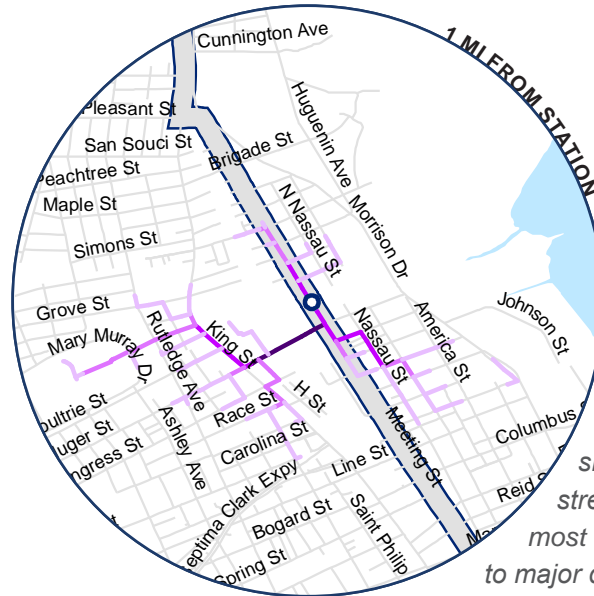 Cunnington Ave
1 MI FROM STATION
Pleasant St
San Souci St
Brigade St
Huguenin Ave
Peachtree St
Maple St
N Nassau St
Simons St
Morrison Dr
Grove St
Mary Murray Dr
Rutledge Ave
King St
Nassau St
America St
Johnson St
H St
Race St
Ashley Ave
Carolina St
Meeting St
Columbus
Line St
Reid S
Bogard St
Saint Philip
Spring St
Clark Expy
stre
most
to major